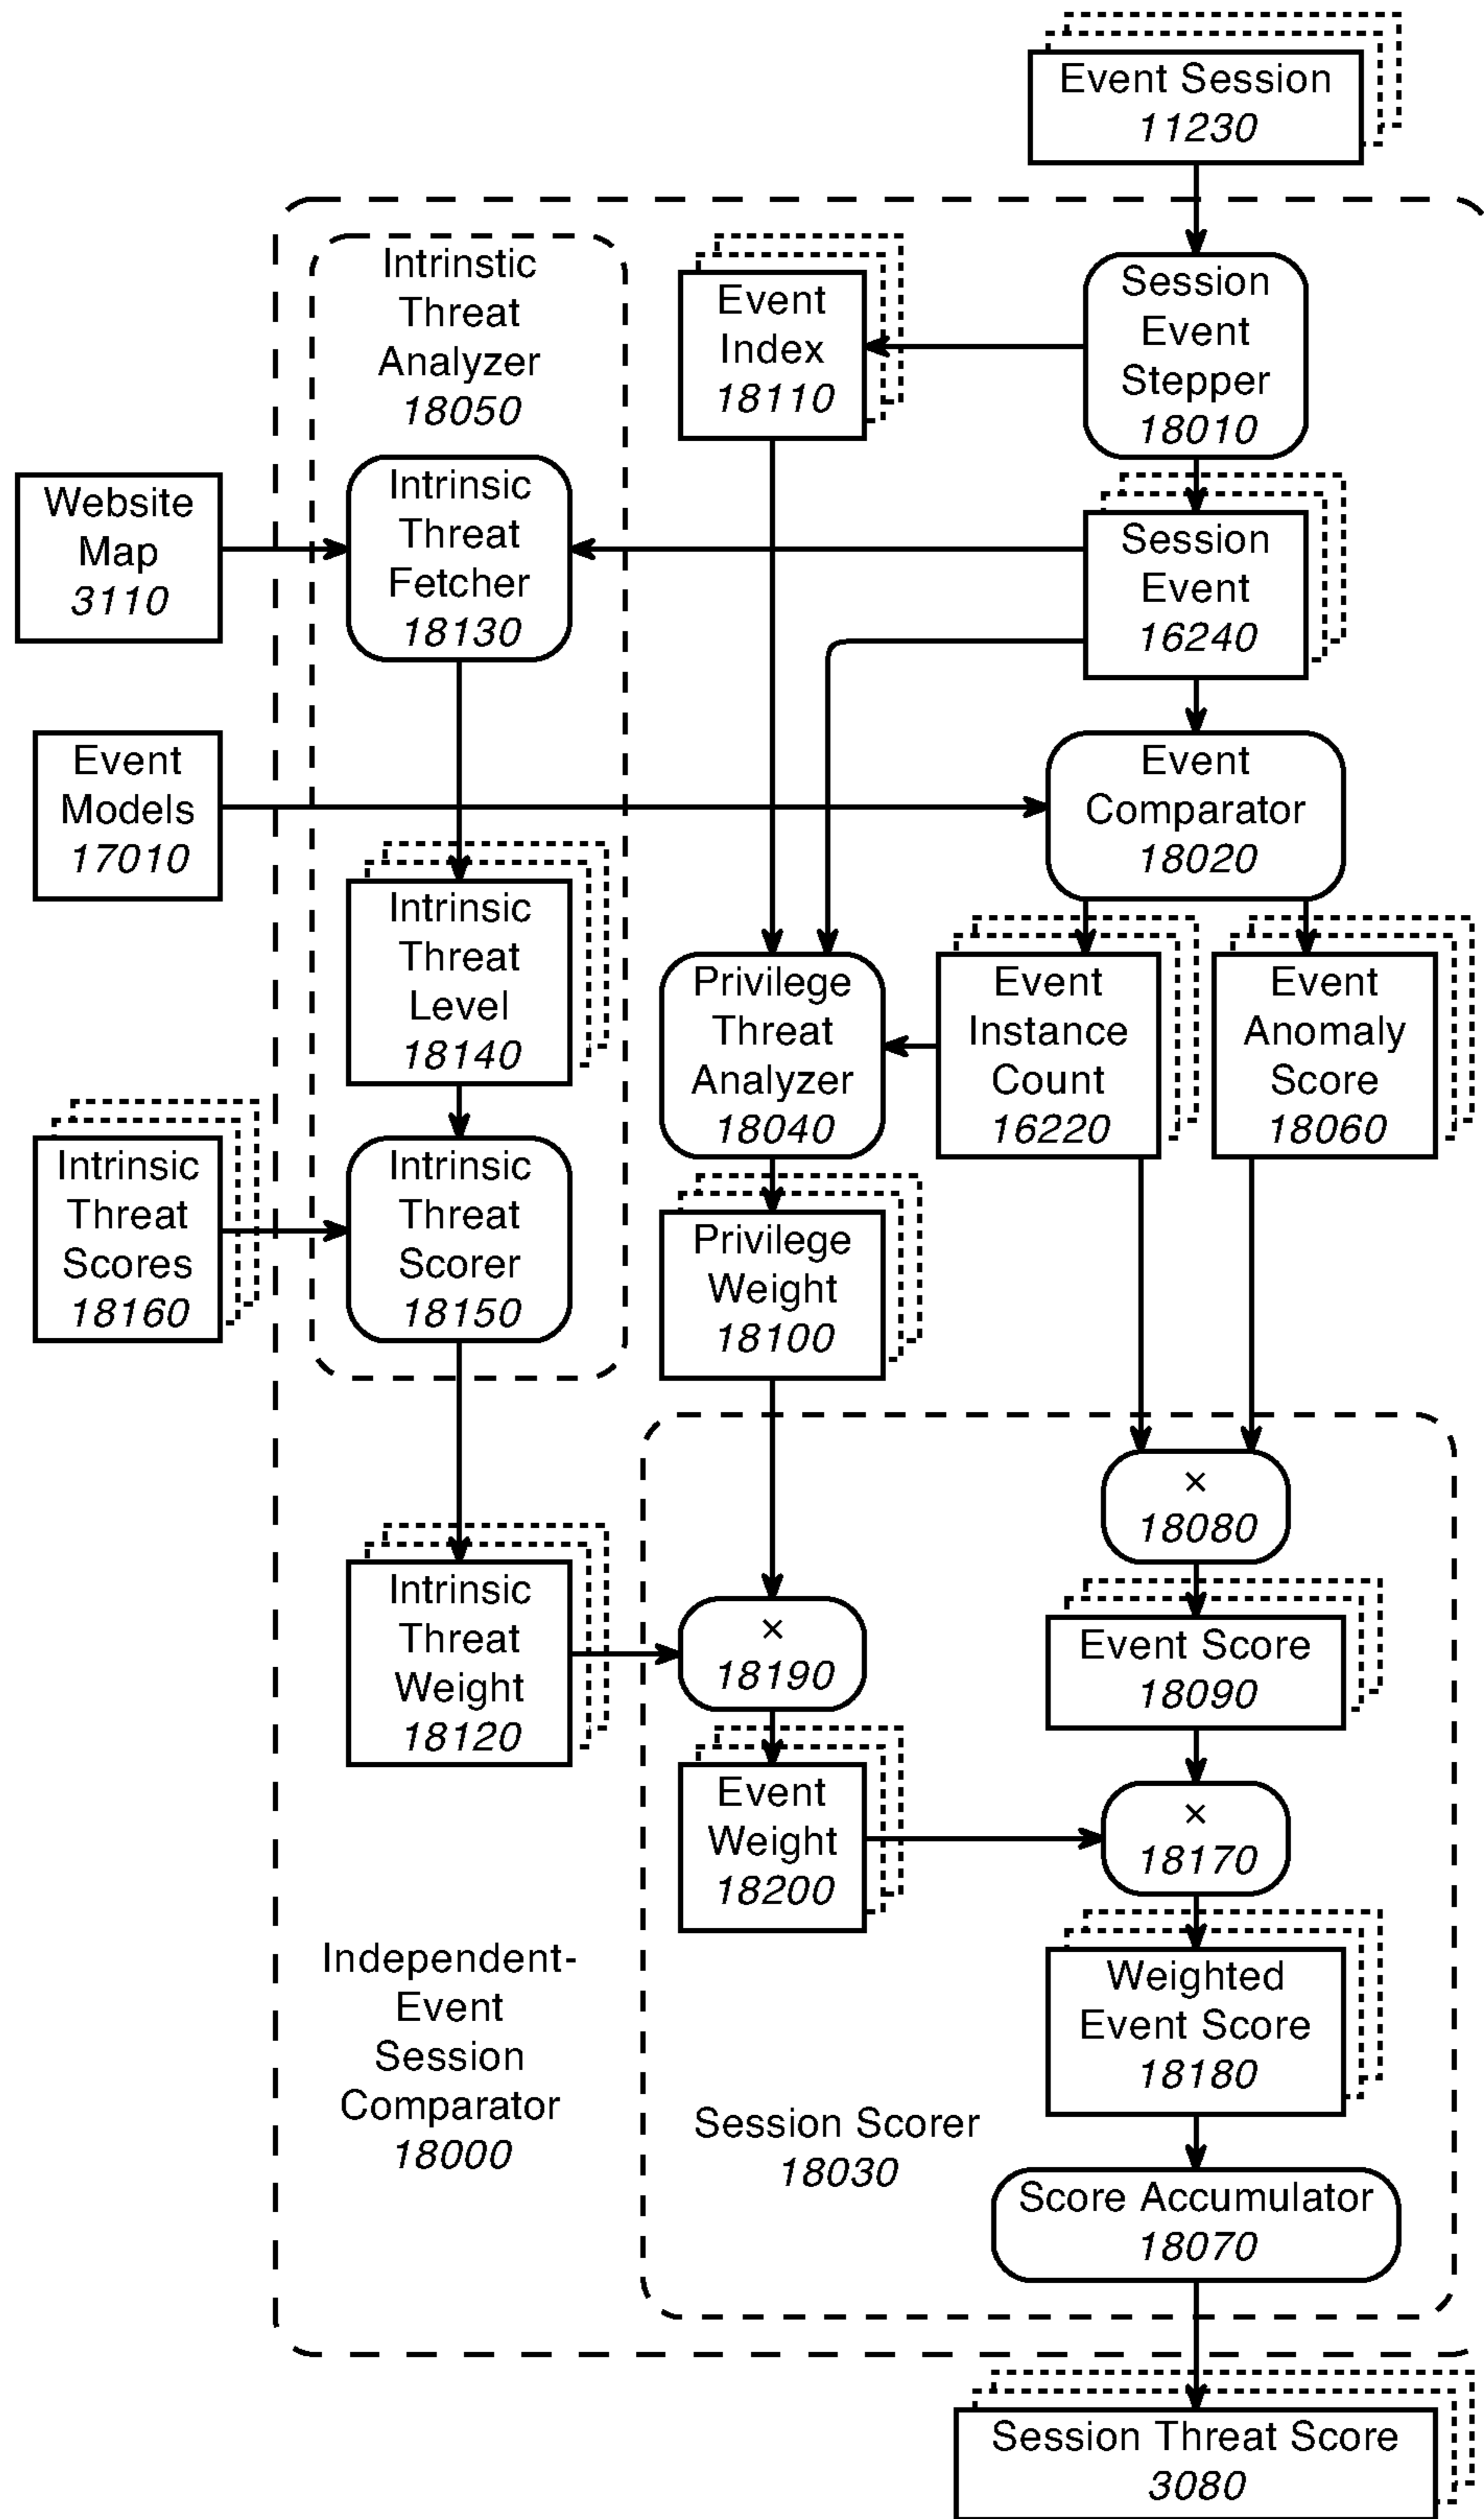 Event Session
11230
Intrinstic
Threat
Analyzer
18050
Event
Index
18110
Session
Event
Stepper
18010
Website
Map
3110
Intrinsic
Threat
Fetcher
18130
Session
Event
16240
Event
Models
17010
Event
Comparator
18020
Intrinsic
Threat
Level
18140
Privilege
Threat
Analyzer
18040
Event
Instance
Count
16220
Event
Anomaly
Score
18060
Intrinsic
Threat
Scores
18160
Intrinsic
Threat
Scorer
18150
Privilege
Weight
18100
×
18080
Intrinsic
Threat
Weight
18120
×
18190
Event Score
18090
Event
Weight
18200
×
18170
Independent-
Event
Session
Comparator
18000
Weighted
Event Score
18180
Session Scorer
18030
Score Accumulator
18070
Session Threat Score
3080